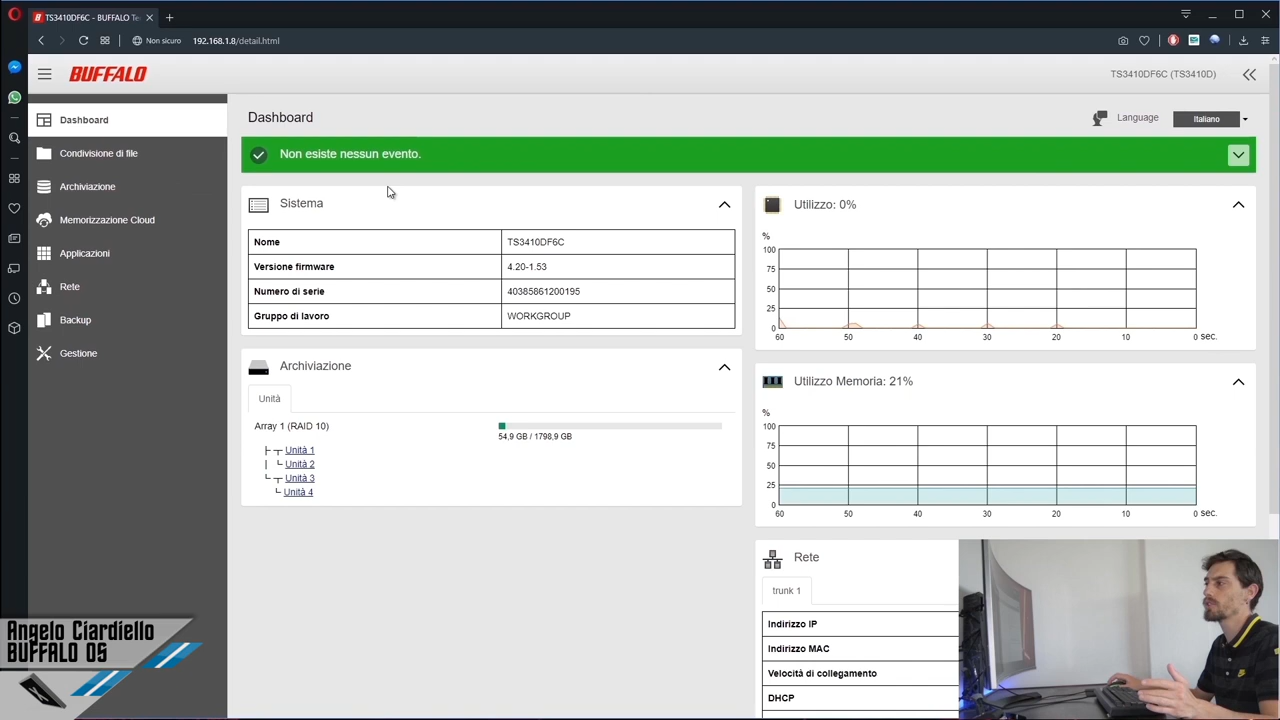 TS3410DF6C - BUFFALO Te
Non sicuro
192.168.1.8/detail.html
BUFFALO
TS3410DF6C (TS3410D)
Dashboard
Condivisione di file
Archiviazione
Memorizzazione Cloud
Applicazioni
Rete
Backup
Gestione
Dashboard
Language
Italiano
Non esiste nessun evento.
Sistema
Nome TS3410DF6C
Versione firmware 4.20-1.53
Numero di serie 40385861200195
Gruppo di lavoro WORKGROUP
Archiviazione
Unità
Array 1 (RAID 10)
54,9 GB / 1798,9 GB
Unità 1
Unità 2
Unità 3
Unità 4
Utilizzo: 0%
%
100
75
50
25
0
60 50 40 30 20 10 0 sec.
Utilizzo Memoria: 21%
%
100
75
50
25
0
60 50 40 30 20 10 0 sec.
Rete
trunk 1
Indirizzo IP
Indirizzo MAC
Velocità di collegamento
DHCP
Angelo Ciardiello
BUFFALO OS